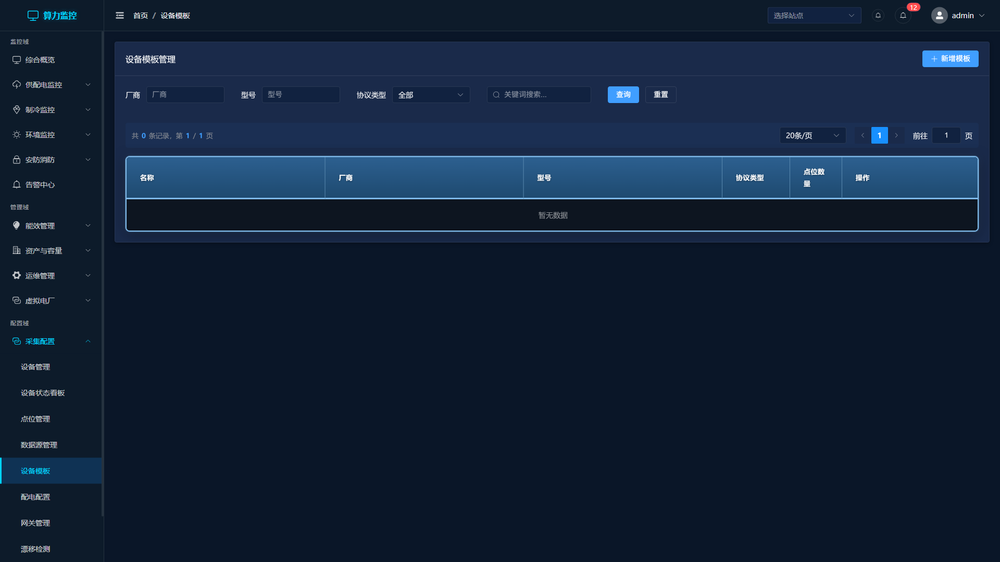 算力监控
首页 / 设备模板
选择站点
12
admin
监控域
综合概览
供配电监控
制冷监控
环境监控
安防消防
告警中心
管理域
能效管理
资产与容量
运维管理
虚拟电厂
配置域
采集配置
设备管理
设备状态看板
点位管理
数据源管理
设备模板
配电配置
网关管理
漂移检测
设备模板管理
新增模板
厂商 厂商 型号 型号 协议类型 全部 关键词搜索... 查询 重置
共 0 条记录，第 1 / 1 页
20条/页 1 前往 1 页
名称 厂商 型号 协议类型 点位数量 操作
暂无数据